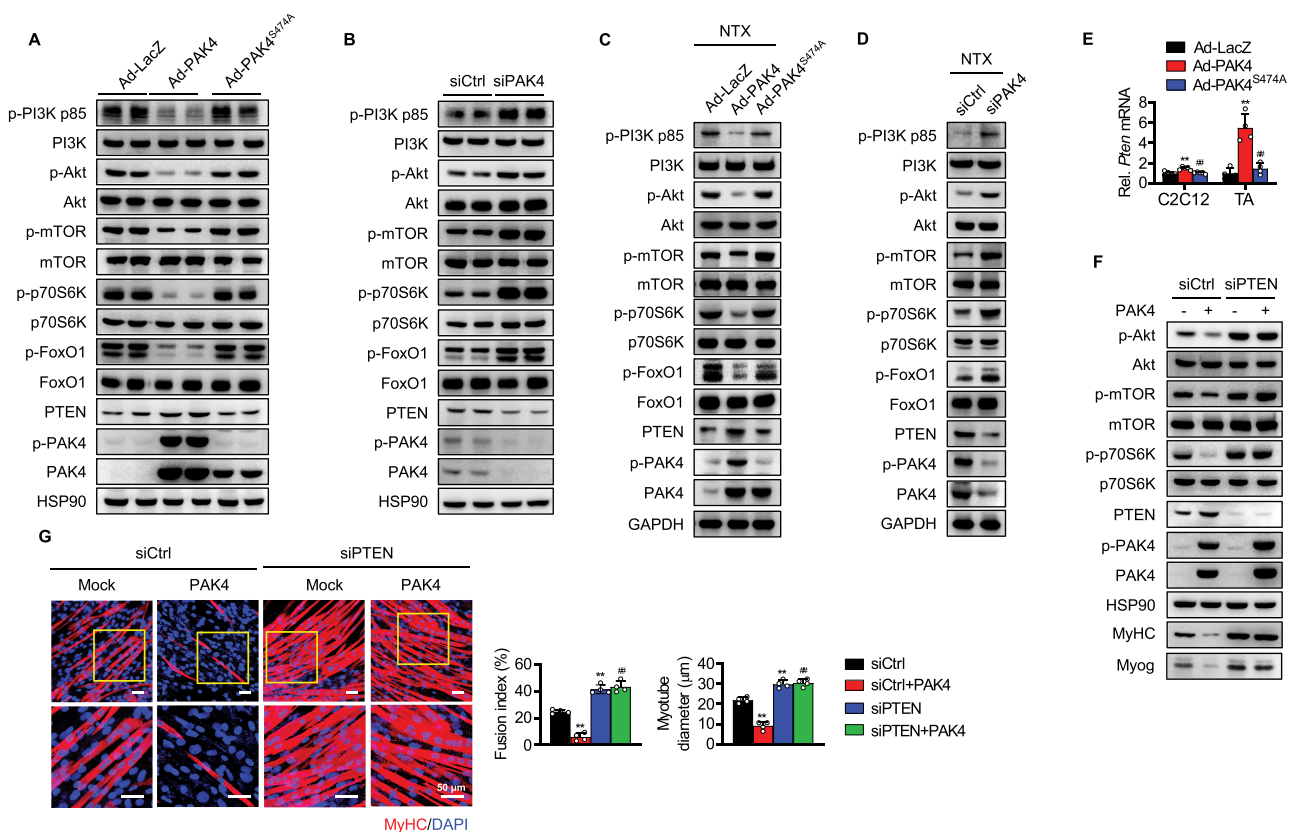 A
Ad-LacZ
Ad-PAK4
Ad-PAK4S474A
p-PI3K p85
PI3K
p-Akt
Akt
p-mTOR
mTOR
p-p70S6K
p70S6K
p-FoxO1
FoxO1
PTEN
p-PAK4
PAK4
HSP90
B
siCtrl siPAK4
p-PI3K p85
PI3K
p-Akt
Akt
p-mTOR
mTOR
p-p70S6K
p70S6K
p-FoxO1
FoxO1
PTEN
p-PAK4
PAK4
HSP90
C
NTX
Ad-LacZ
Ad-PAK4
Ad-PAK4S474A
p-PI3K p85
PI3K
p-Akt
Akt
p-mTOR
mTOR
p-p70S6K
p70S6K
p-FoxO1
FoxO1
PTEN
p-PAK4
PAK4
GAPDH
D
NTX
siCtrl
siPAK4
p-PI3K p85
PI3K
p-Akt
Akt
p-mTOR
mTOR
p-p70S6K
p70S6K
p-FoxO1
FoxO1
PTEN
p-PAK4
PAK4
GAPDH
E
Ad-LacZ
Ad-PAK4
Ad-PAK4S474A
Rel. Pten mRNA
8
6
4
2
0
**
##
**
##
C2C12 TA
F
siCtrl siPTEN
PAK4 - + - +
p-Akt
Akt
p-mTOR
mTOR
p-p70S6K
p70S6K
PTEN
p-PAK4
PAK4
HSP90
MyHC
Myog
G
siCtrl siPTEN
Mock PAK4 Mock PAK4
50 µm
MyHC/DAPI
Fusion index (%)
60
40
20
0
**
**
##
Myotube
diameter (µm)
40
30
20
10
0
**
**
##
siCtrl
siCtrl+PAK4
siPTEN
siPTEN+PAK4